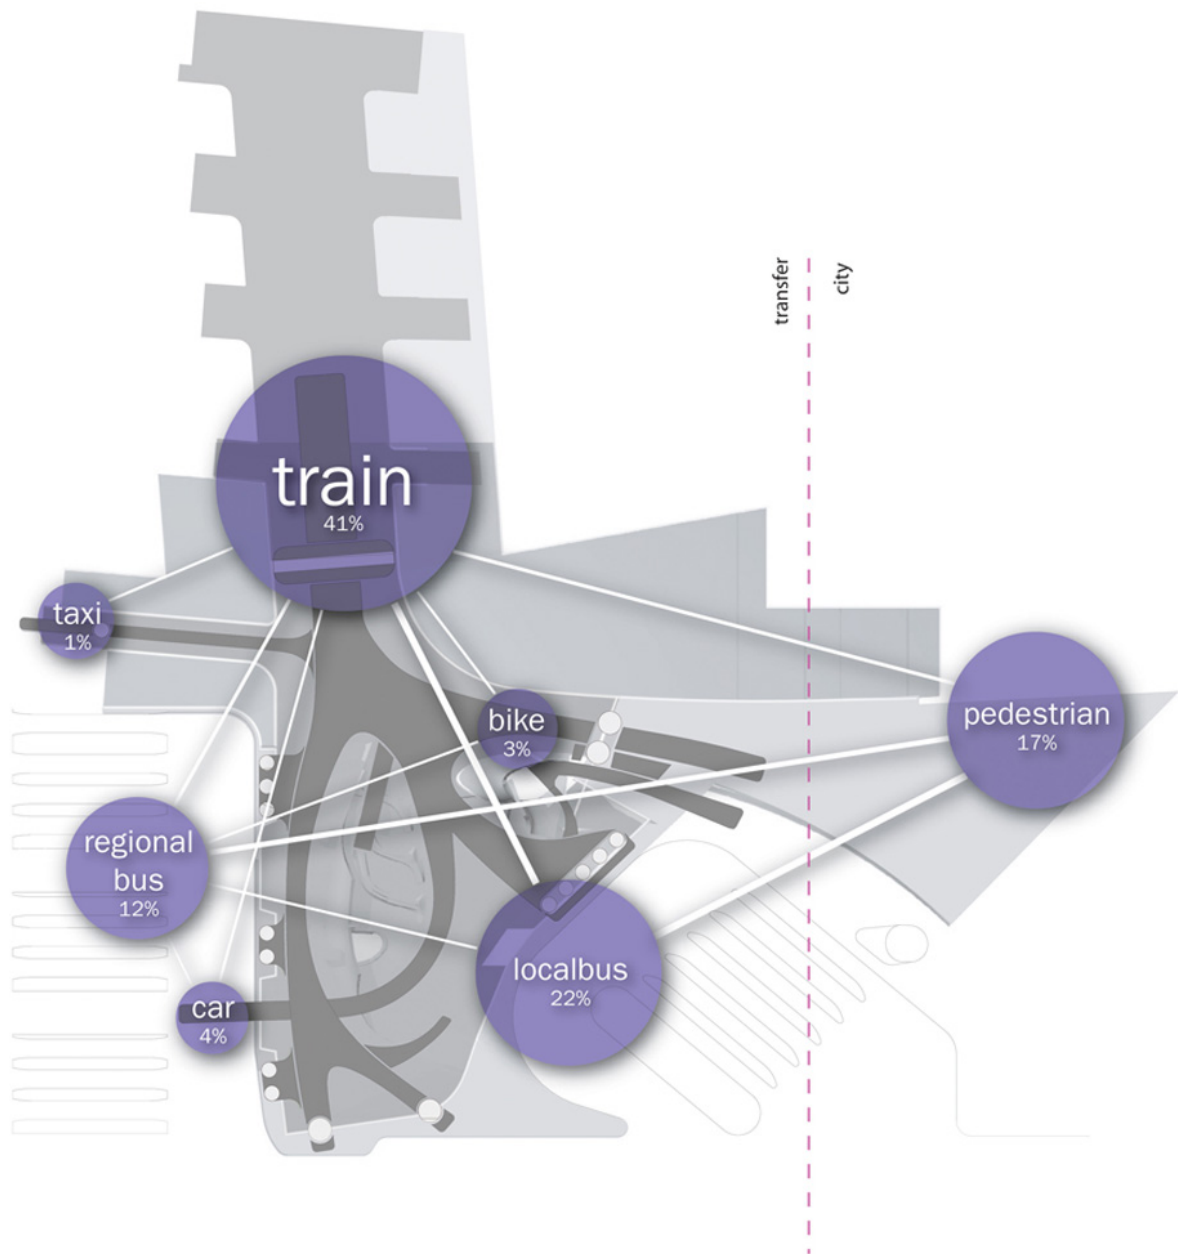 transfer
city
train
41%
taxi
1%
bike
3%
pedestrian
17%
regional
bus
12%
localbus
22%
car
4%